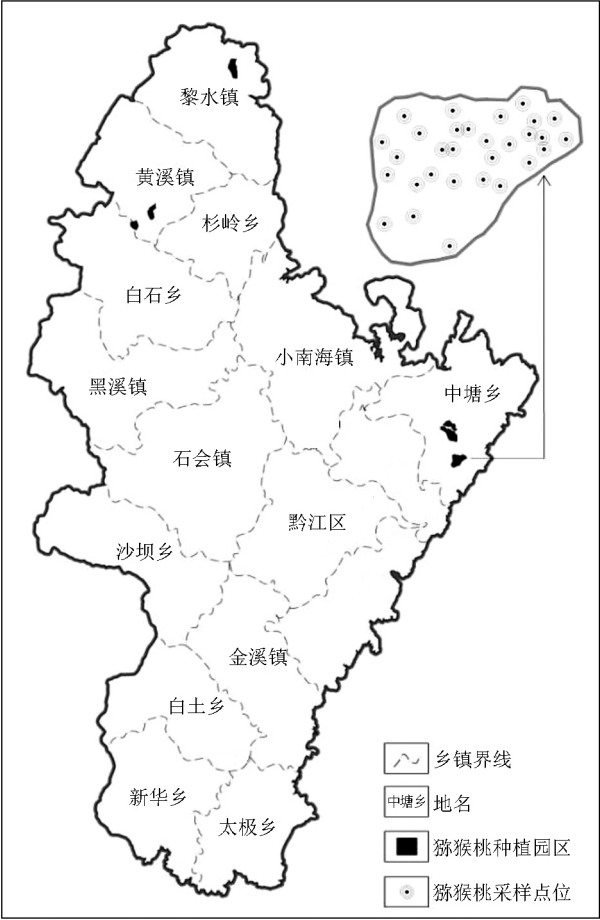 黎水镇
黄溪镇
杉岭乡
白石乡
小南海镇
黑溪镇
中塘乡
石会镇
黔江区
沙坝乡
金溪镇
白土乡
新华乡
太极乡
乡镇界线
中塘乡 地名
猕猴桃种植园区
猕猴桃采样点位